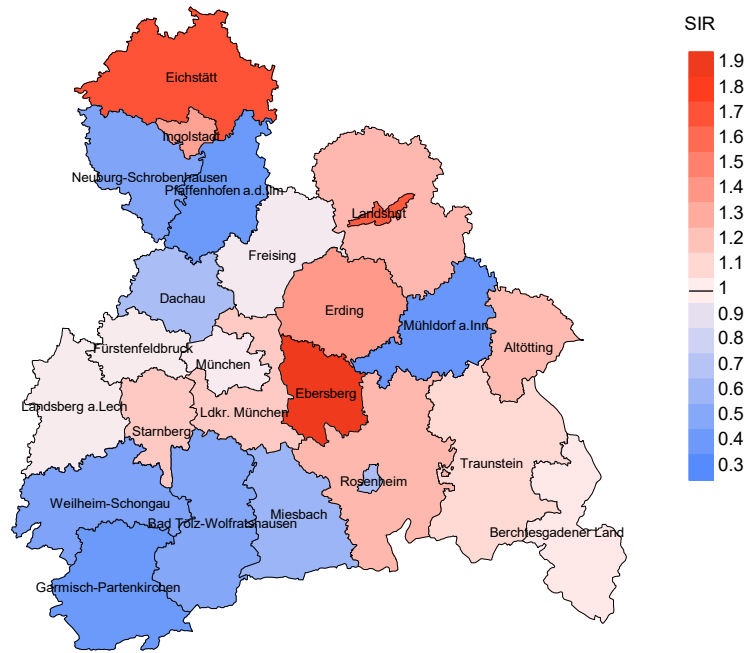 SIR
Eichstätt
Ingolstadt
Neuburg-Schrobenhausen
Pfaffenhofen a.d.Ilm
Landshut
Freising
Dachau
Erding
Mühldorf a.Inn
Altötting
Fürstenfeldbruck
München
Ebersberg
Landsberg a.Lech
Ldkr. München
Starnberg
Traunstein
Rosenheim
Weilheim-Schongau
Miesbach
Bad Tölz-Wolfratshausen
Berchtesgadener Land
Garmisch-Partenkirchen
1.9
1.8
1.7
1.6
1.5
1.4
1.3
1.2
1.1
1
0.9
0.8
0.7
0.6
0.5
0.4
0.3